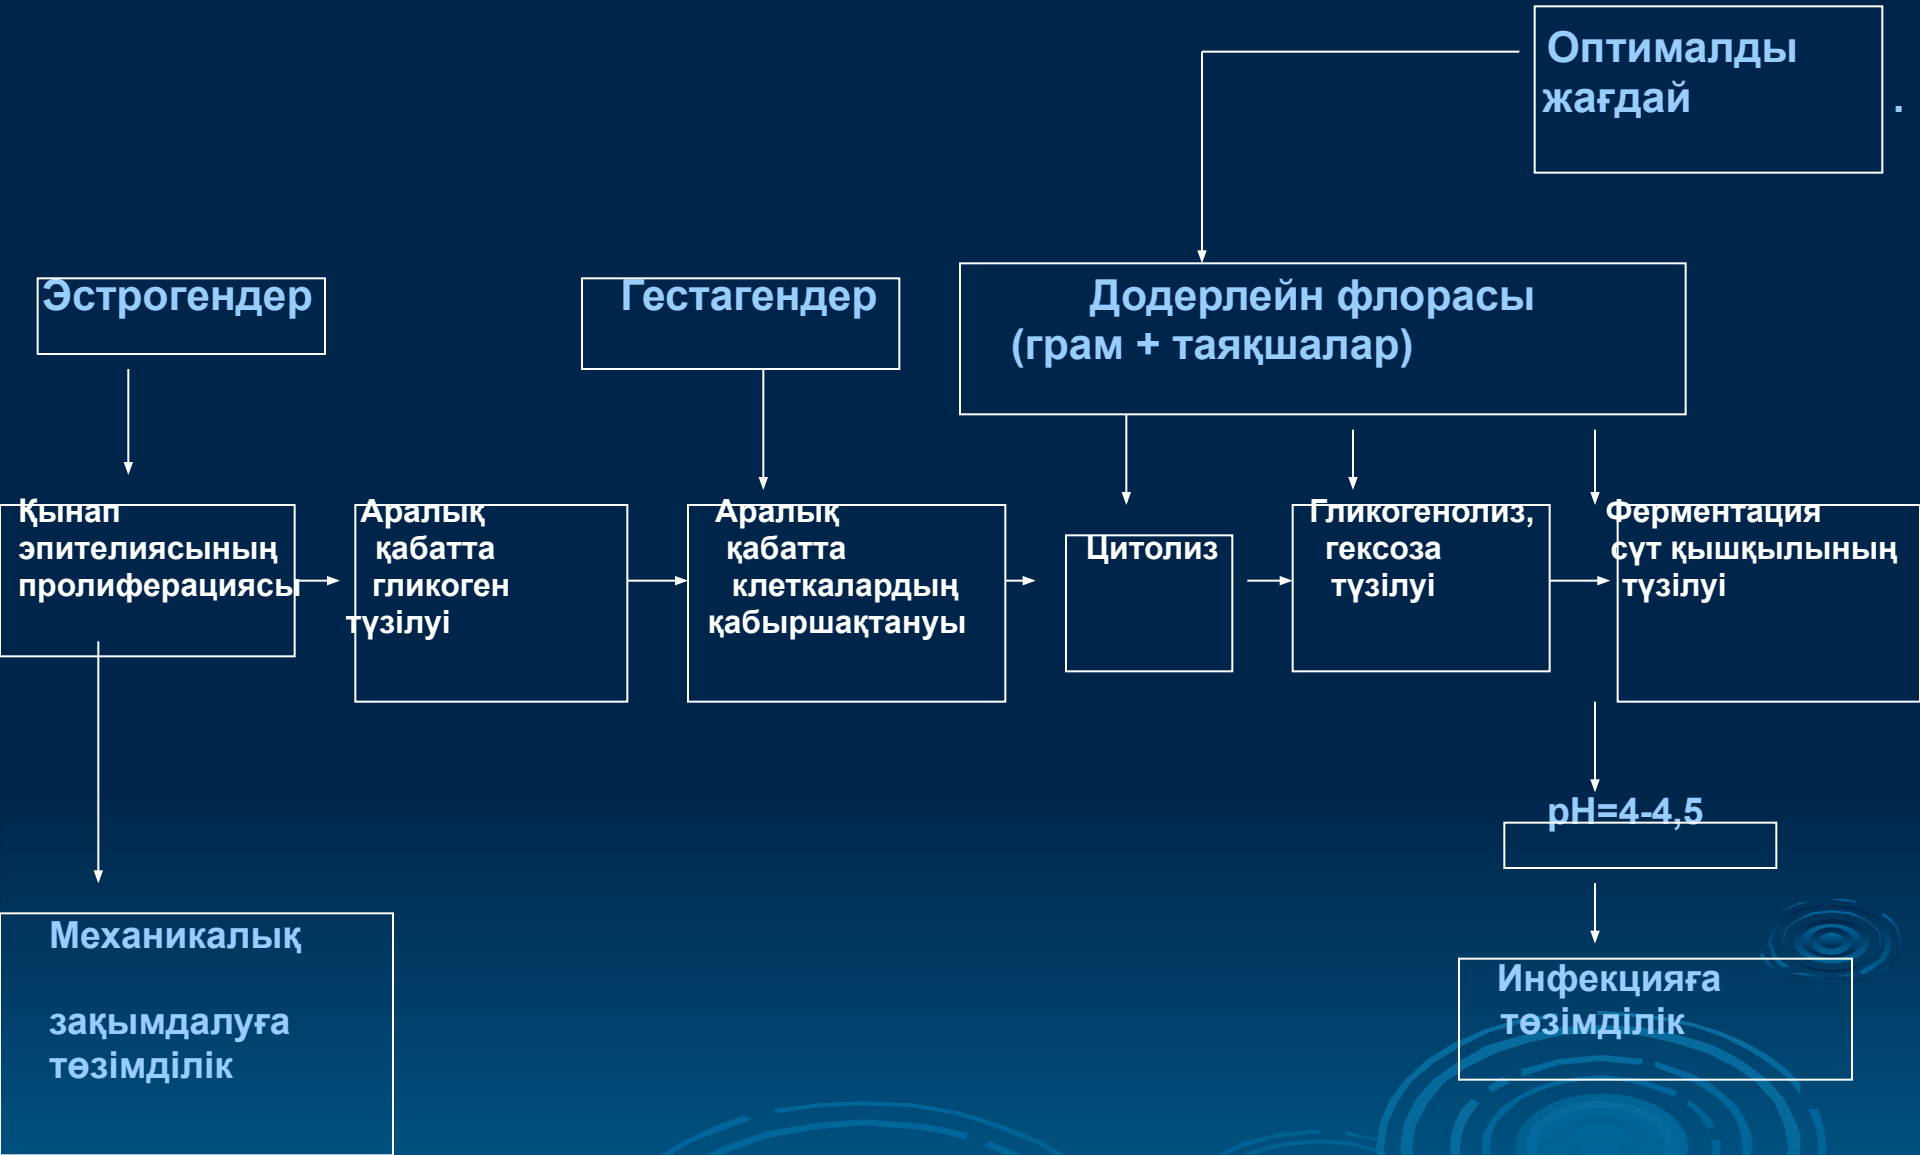 Оптималды
жағдай .
Эстрогендер
Гестагендер
Додерлейн флорасы
(грам + таяқшалар)
Қынап
эпителиясының
пролиферациясы
Аралық
қабатта
гликоген
түзілуі
Аралық
қабатта
клеткалардың
қабыршақтануы
Цитолиз
Гликогенолиз,
гексоза
түзілуі
Ферментация
сүт қышқылының
түзілуі
рН=4-4,5
Механикалық
зақымдалуға
төзімділік
Инфекцияға
төзімділік